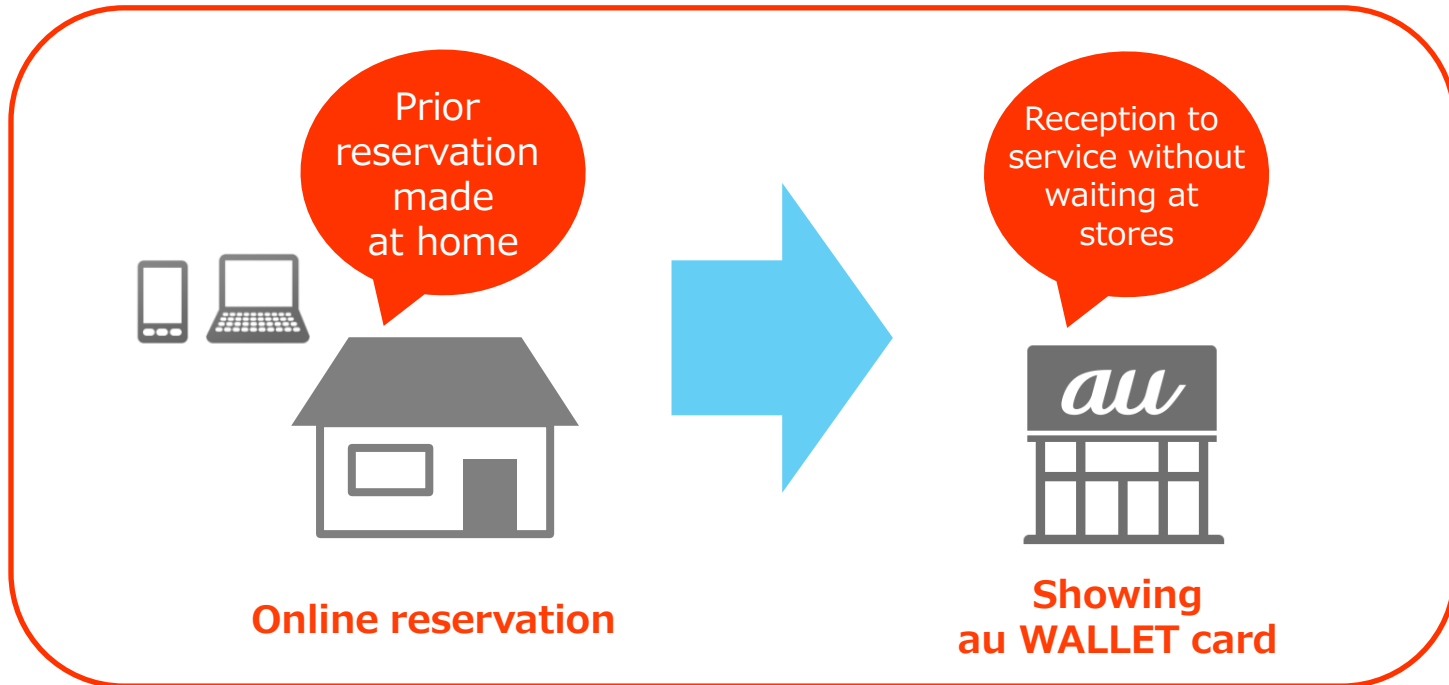 Prior
reservation
made
at home
Reception to
service without
waiting at
stores
au
Online reservation
Showing
au WALLET card